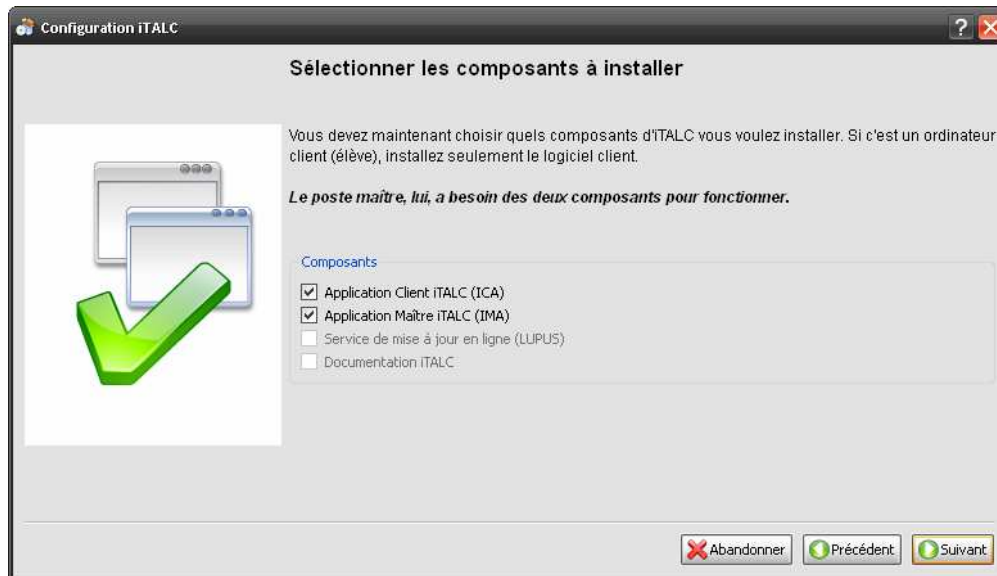 Configuration iTALC
Sélectionner les composants à installer
Vous devez maintenant choisir quels composants d'iTALC vous voulez installer. Si c'est un ordinateur
client (élève), installez seulement le logiciel client.
Le poste maître, lui, a besoin des deux composants pour fonctionner.
Composants
Application Client iTALC (ICA)
Application Maître iTALC (IMA)
Service de mise à jour en ligne (LUPUS)
Documentation iTALC
Abandonner Précédent Suivant